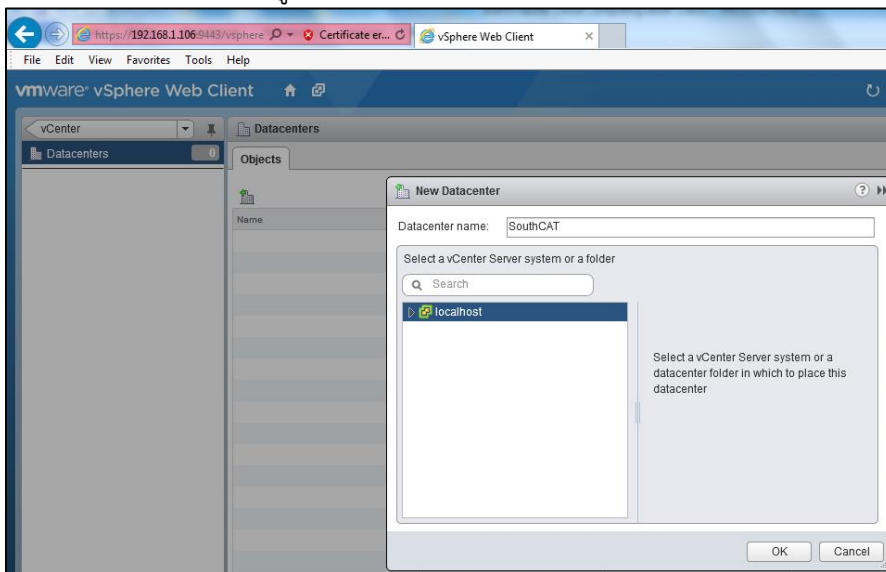 https://192.168.1.106:9443/vsphere
Certificate er...
vSphere Web Client
File Edit View Favorites Tools Help
vmware® vSphere Web Client
vCenter
Datacenters
Datacenters 0
Objects
New Datacenter
Name
Datacenter name: SouthCAT
Select a vCenter Server system or a folder
Search
localhost
Select a vCenter Server system or a
datacenter folder in which to place this
datacenter
OK Cancel